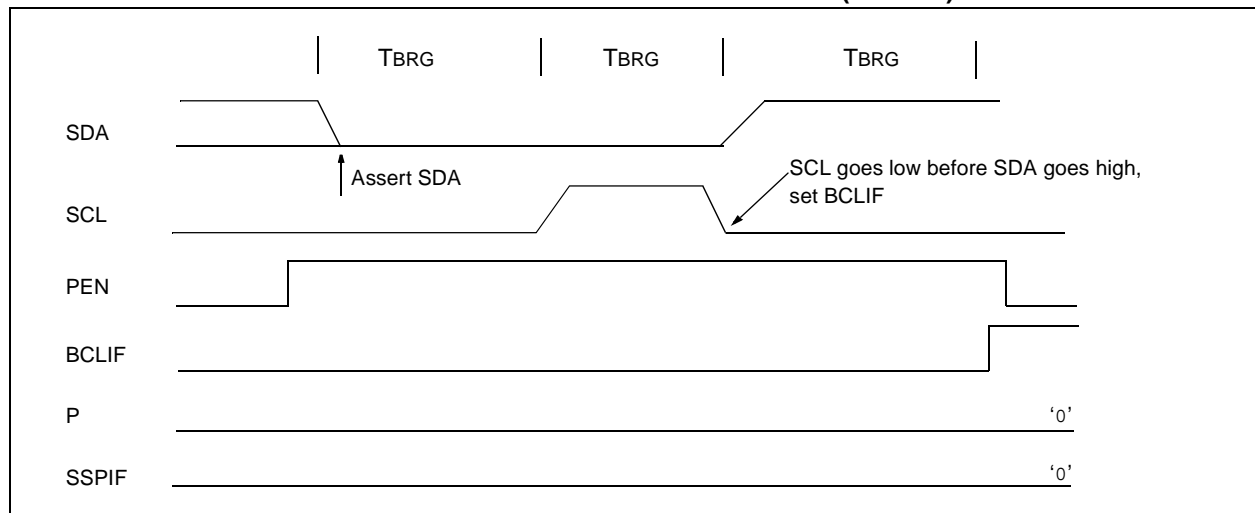 TBRG TBRG TBRG
SDA
Assert SDA
SCL goes low before SDA goes high,
set BCLIF
SCL
PEN
BCLIF
P
‘0’
SSPIF
‘0’